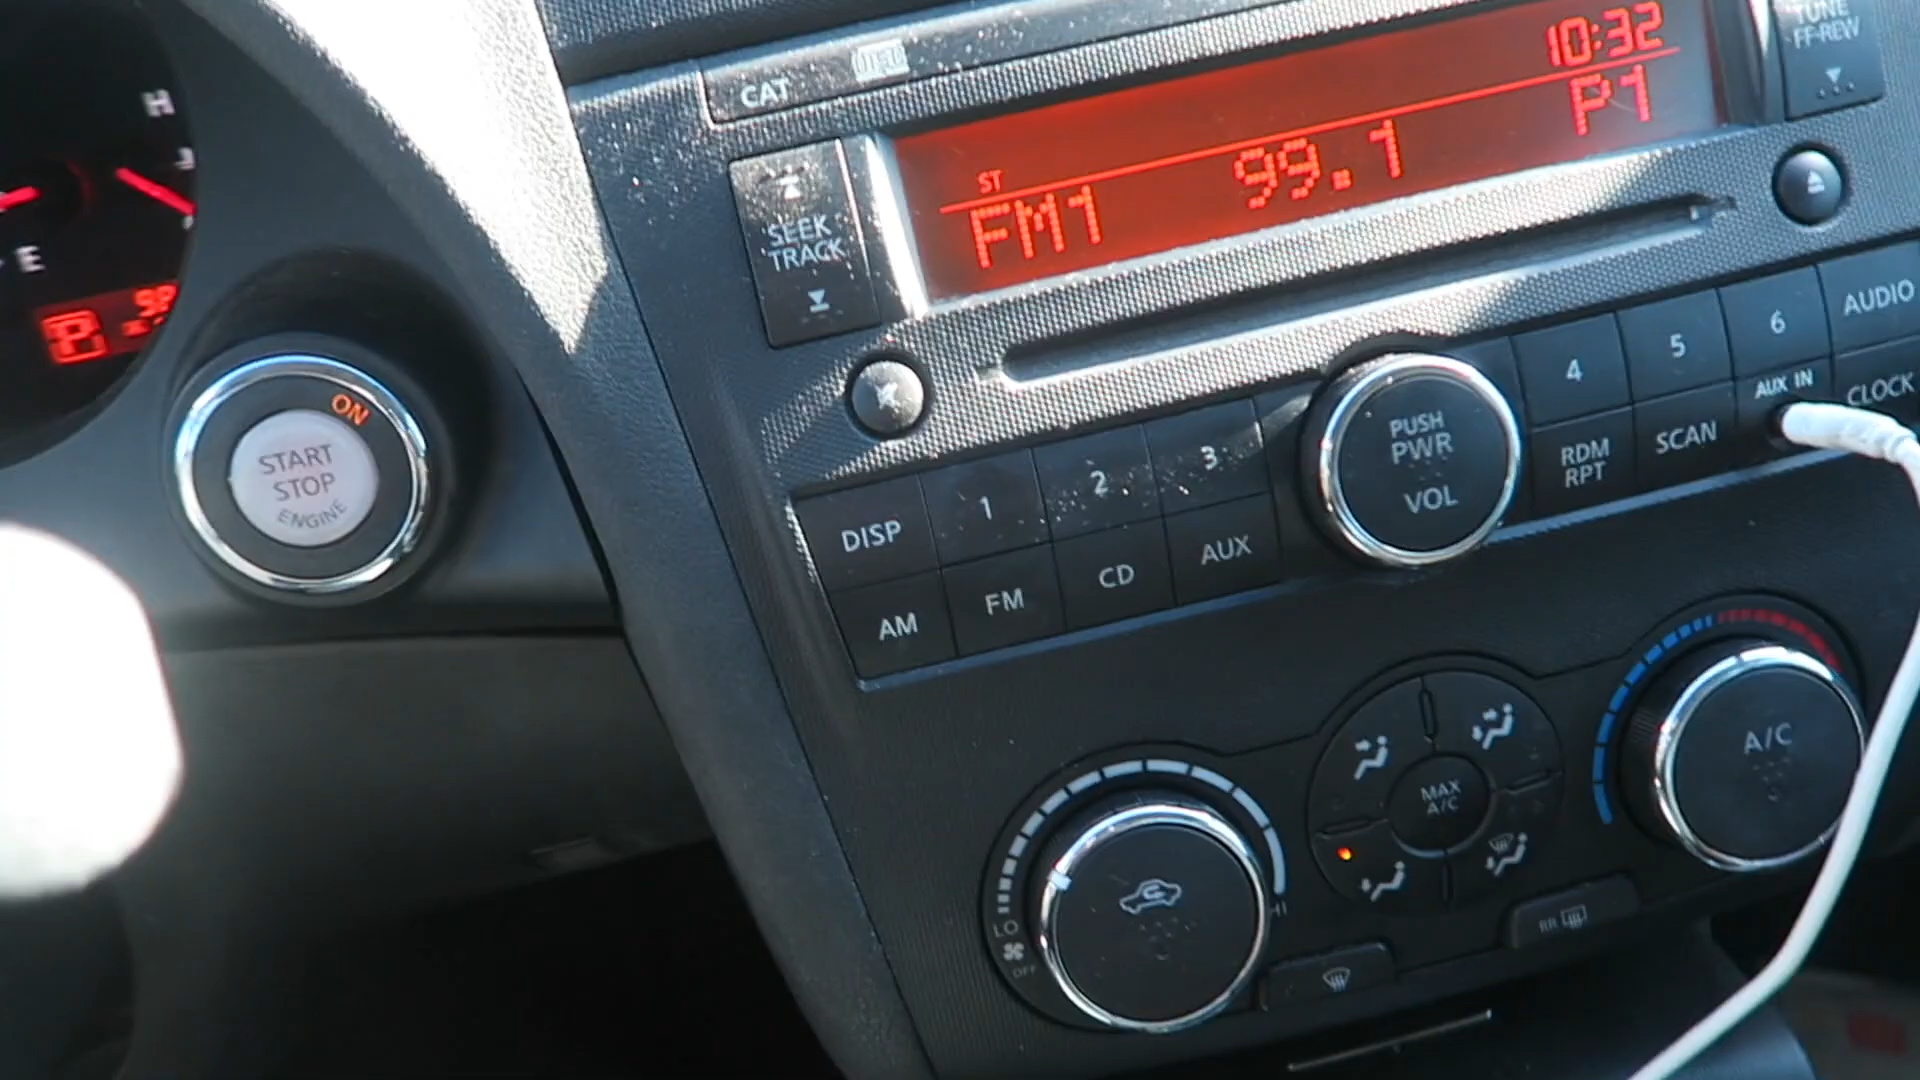 H
E
P
ON
START
STOP
ENGINE
CAT
10:32
ST
FM1 99.1 P1
TUNE
FF-REW
SEEK
TRACK
DISP
1
2
3
AM
FM
CD
AUX
PUSH
PWR
VOL
4
5
6
AUDIO
RDM
RPT
SCAN
AUX IN
CLOCK
LO
OFF
HI
MAX
A/C
A/C
RR